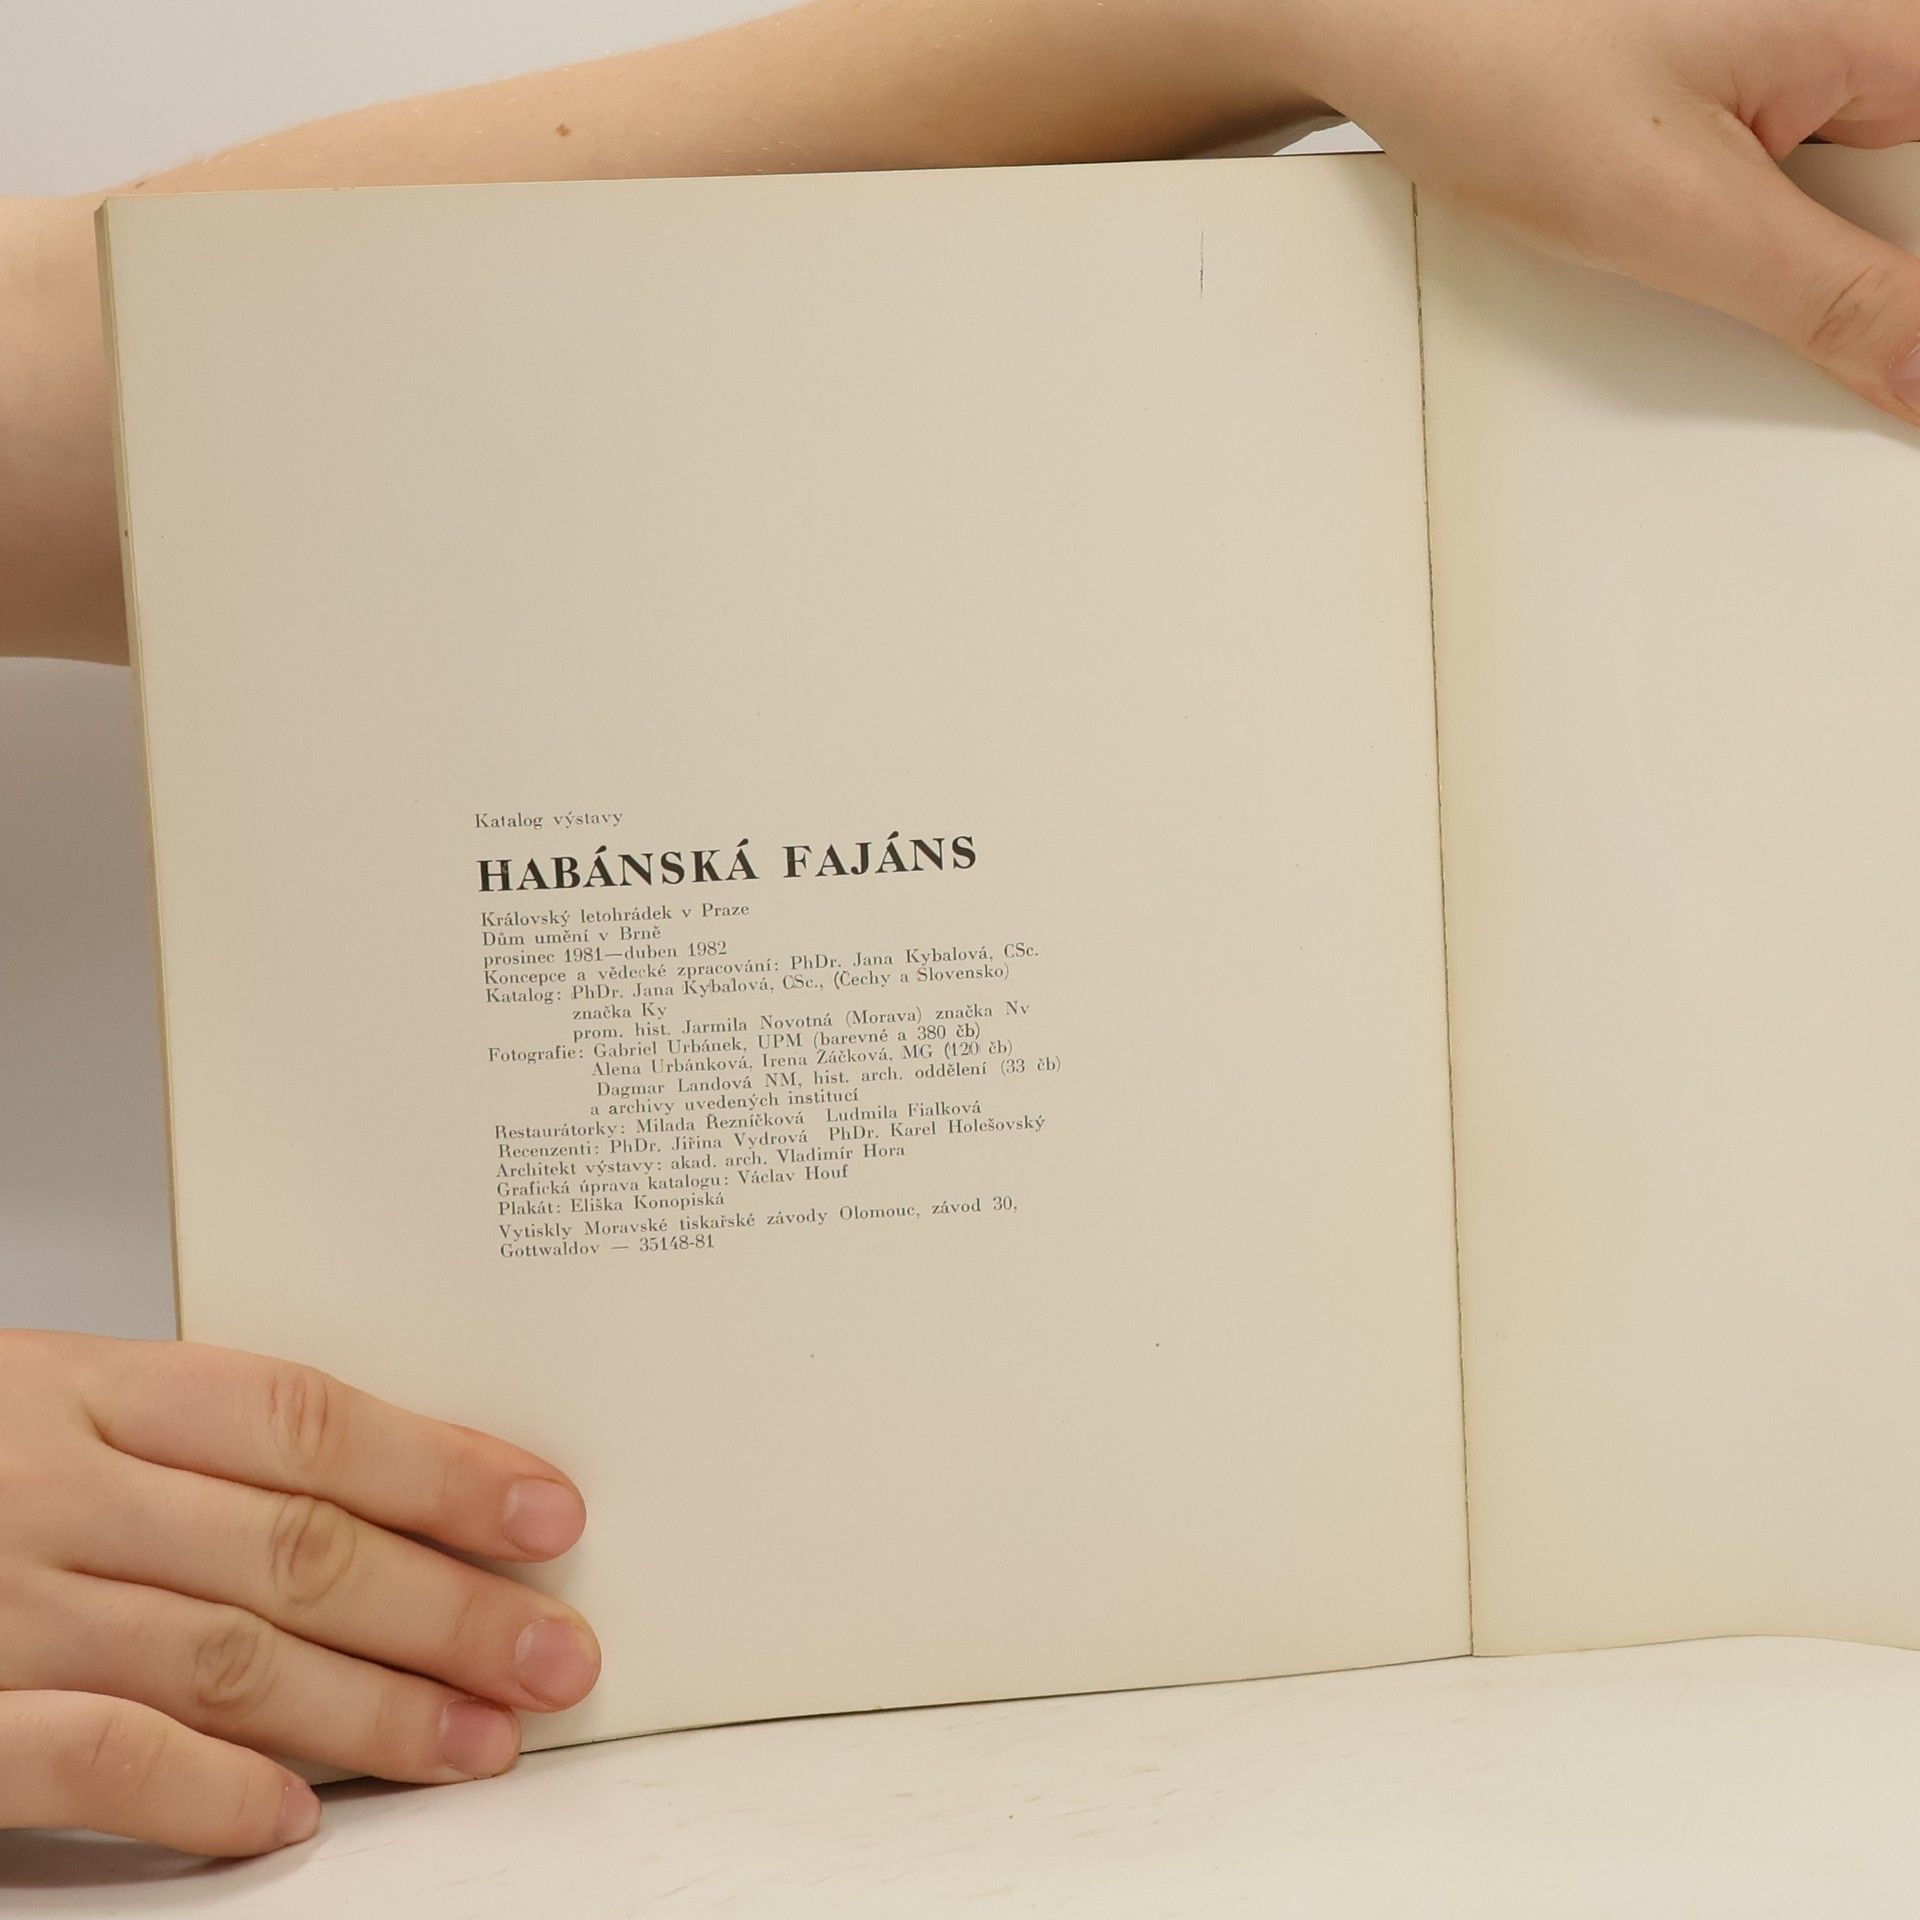 Katalog výstavy
HABÁNSKÁ FAJÁNS
Královský letohrádek v Praze
Dům umění v Brně
prosinec 1981—duben 1982
Koncepce a vědecké zpracování: PhDr. Jana Kybalová, CSc.
Katalog: PhDr. Jana Kybalová, CSc., (Čechy a Slovensko)
značka Ky
prom. hist. Jarmila Novotná (Morava) značka Nv
Fotografie: Gabriel Urbánek, UPM (barevné a 380 čb)
Alena Urbánková, Irena Žáčková, MG (120 čb)
Dagmar Landová NM, hist. arch. oddělení (33 čb)
a archivy uvedených institucí
Restaurátorky: Milada Řezníčková Ludmila Fialková
Recenzenti: PhDr. Jiřina Vydrová PhDr. Karel Holešovský
Architekt výstavy: akad. arch. Vladimír Hora
Grafická úprava katalogu: Václav Houf
Plakát: Eliška Konopiská
Vytiskly Moravské tiskařské závody Olomouc, závod 30,
Gottwaldov — 35148-81